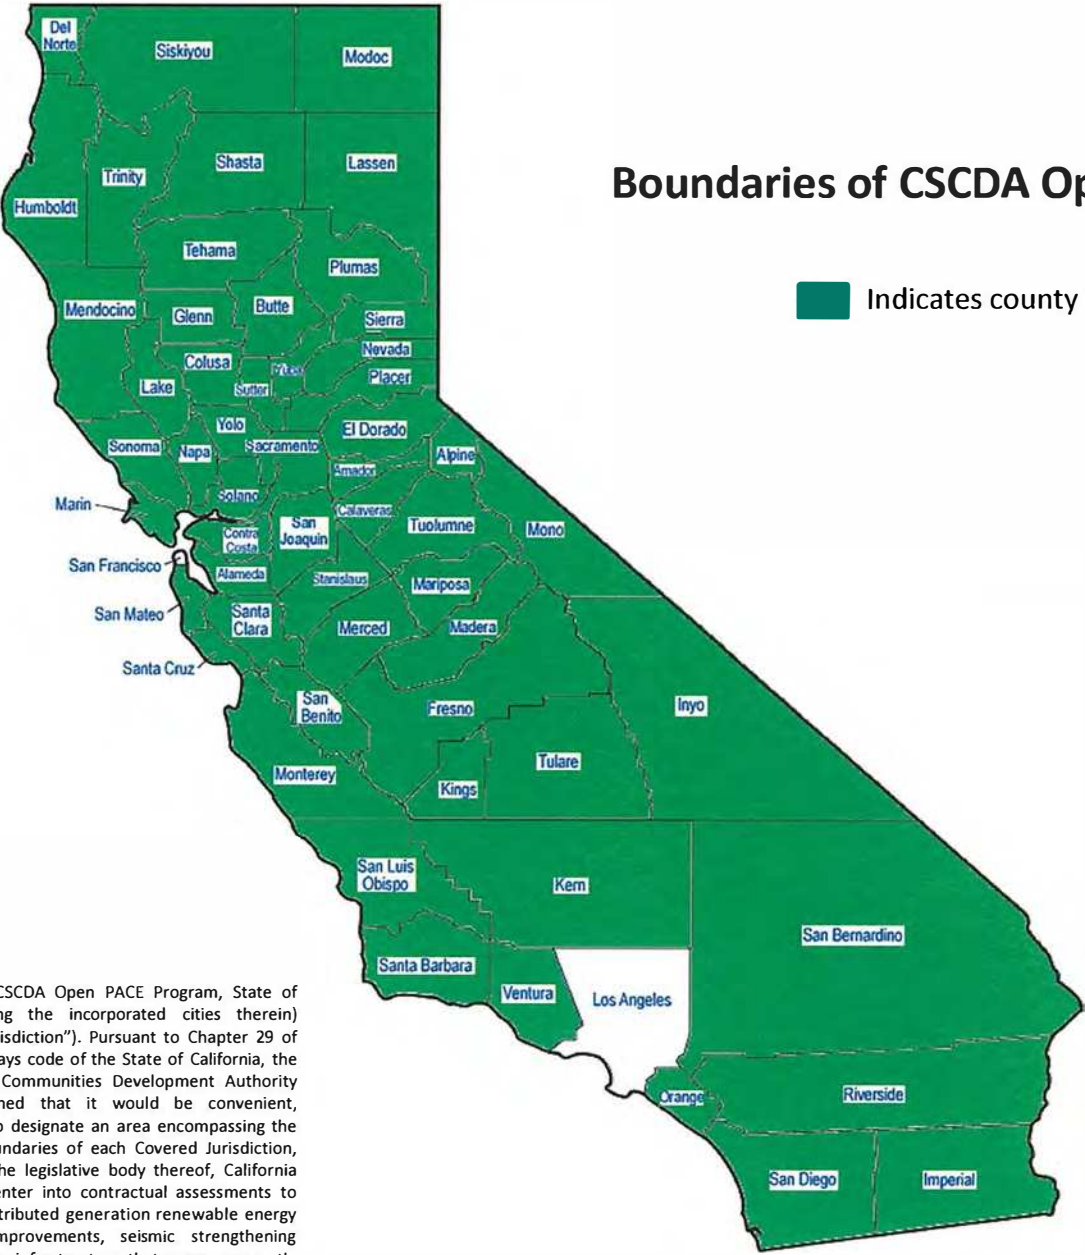 Del
Norte
Siskiyou
Modoc
Shasta
Lassen
Trinity
Humboldt
Boundaries of CSCDA Op
Tehama
Plumas
Indicates county
Mendocino
Glenn
Butte
Sierra
Nevada
Colusa
Yuba
Placer
Lake
Sutter
Yolo
El Dorado
Sonoma
Napa
Sacramento
Alpine
Amador
Solano
Marin
Calaveras
San
Joaquin
Tuolumne
Mono
Contra
Costa
San Francisco
Alameda
Stanislaus
Mariposa
San Mateo
Santa
Clara
Merced
Madera
Santa Cruz
San
Benito
Fresno
Inyo
Tulare
Monterey
Kings
San Luis
Obispo
Kern
San Bernardino
Santa Barbara
Ventura
Los Angeles
Orange
Riverside
San Diego
Imperial
CSCDA Open PACE Program, State of
ng the incorporated cities therein)
isdiction"). Pursuant to Chapter 29 of
ays code of the State of California, the
Communities Development Authority
ned that it would be convenient,
o designate an area encompassing the
undaries of each Covered Jurisdiction,
he legislative body thereof, California
enter into contractual assessments to
tributed generation renewable energy
mprovements, seismic strengthening